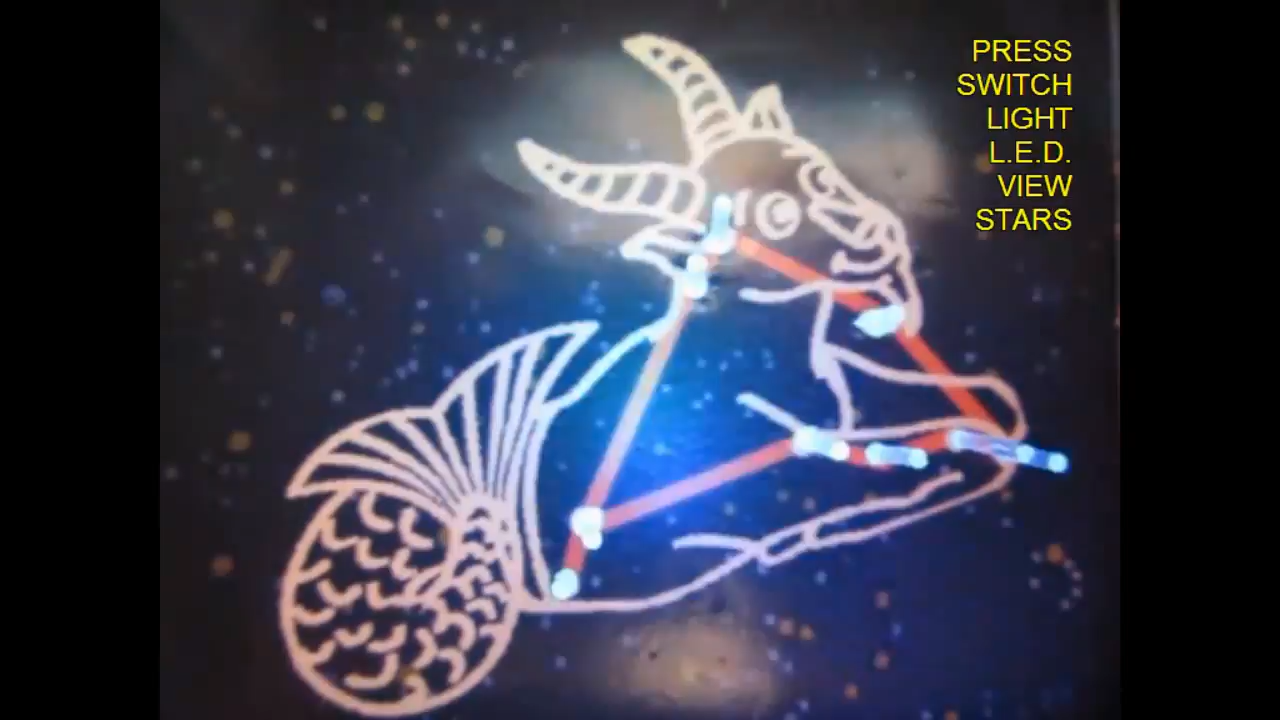 PRESS
SWITCH
LIGHT
L.E.D.
VIEW
STARS